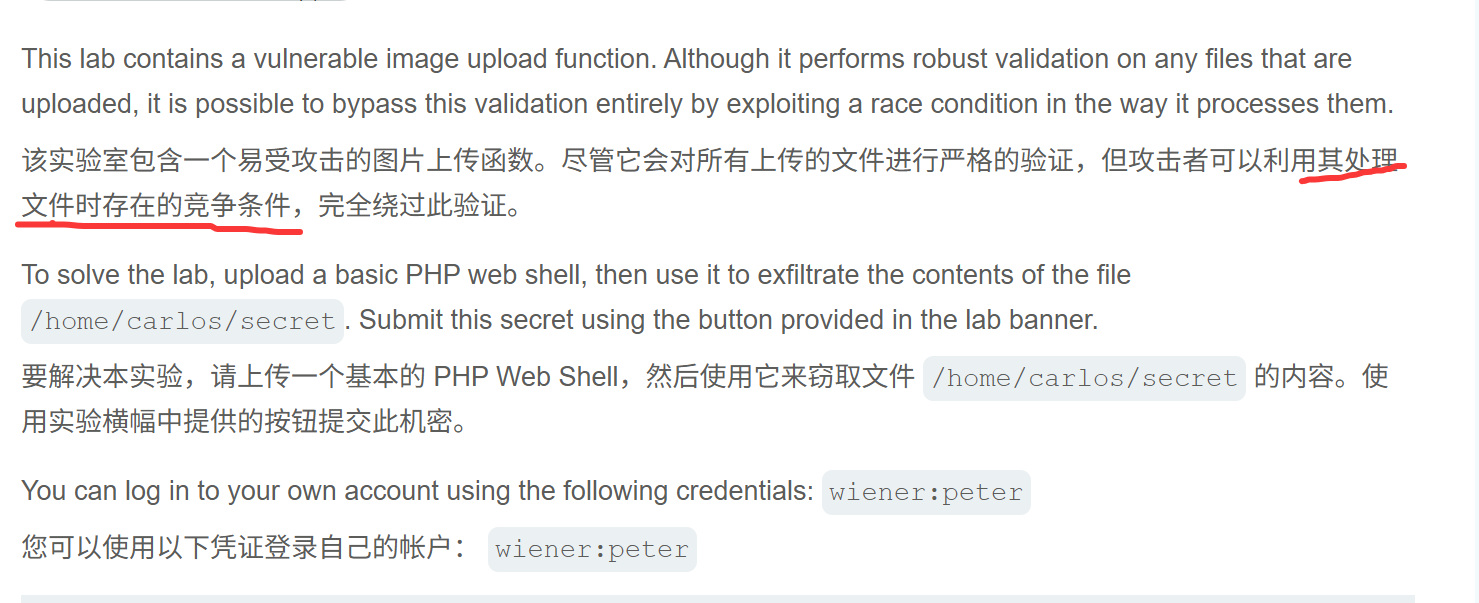 This lab contains a vulnerable image upload function. Although it performs robust validation on any files that are
uploaded, it is possible to bypass this validation entirely by exploiting a race condition in the way it processes them.
该实验室包含一个易受攻击的图片上传函数。尽管它会对所有上传的文件进行严格的验证，但攻击者可以利用其处理
文件时存在的竞争条件，完全绕过此验证。
To solve the lab, upload a basic PHP web shell, then use it to exfiltrate the contents of the file
/home/carlos/secret . Submit this secret using the button provided in the lab banner.
要解决本实验，请上传一个基本的 PHP Web Shell，然后使用它来窃取文件 /home/carlos/secret 的内容。使
用实验横幅中提供的按钮提交此机密。
You can log in to your own account using the following credentials: wiener:peter
您可以使用以下凭证登录自己的帐户： wiener:peter